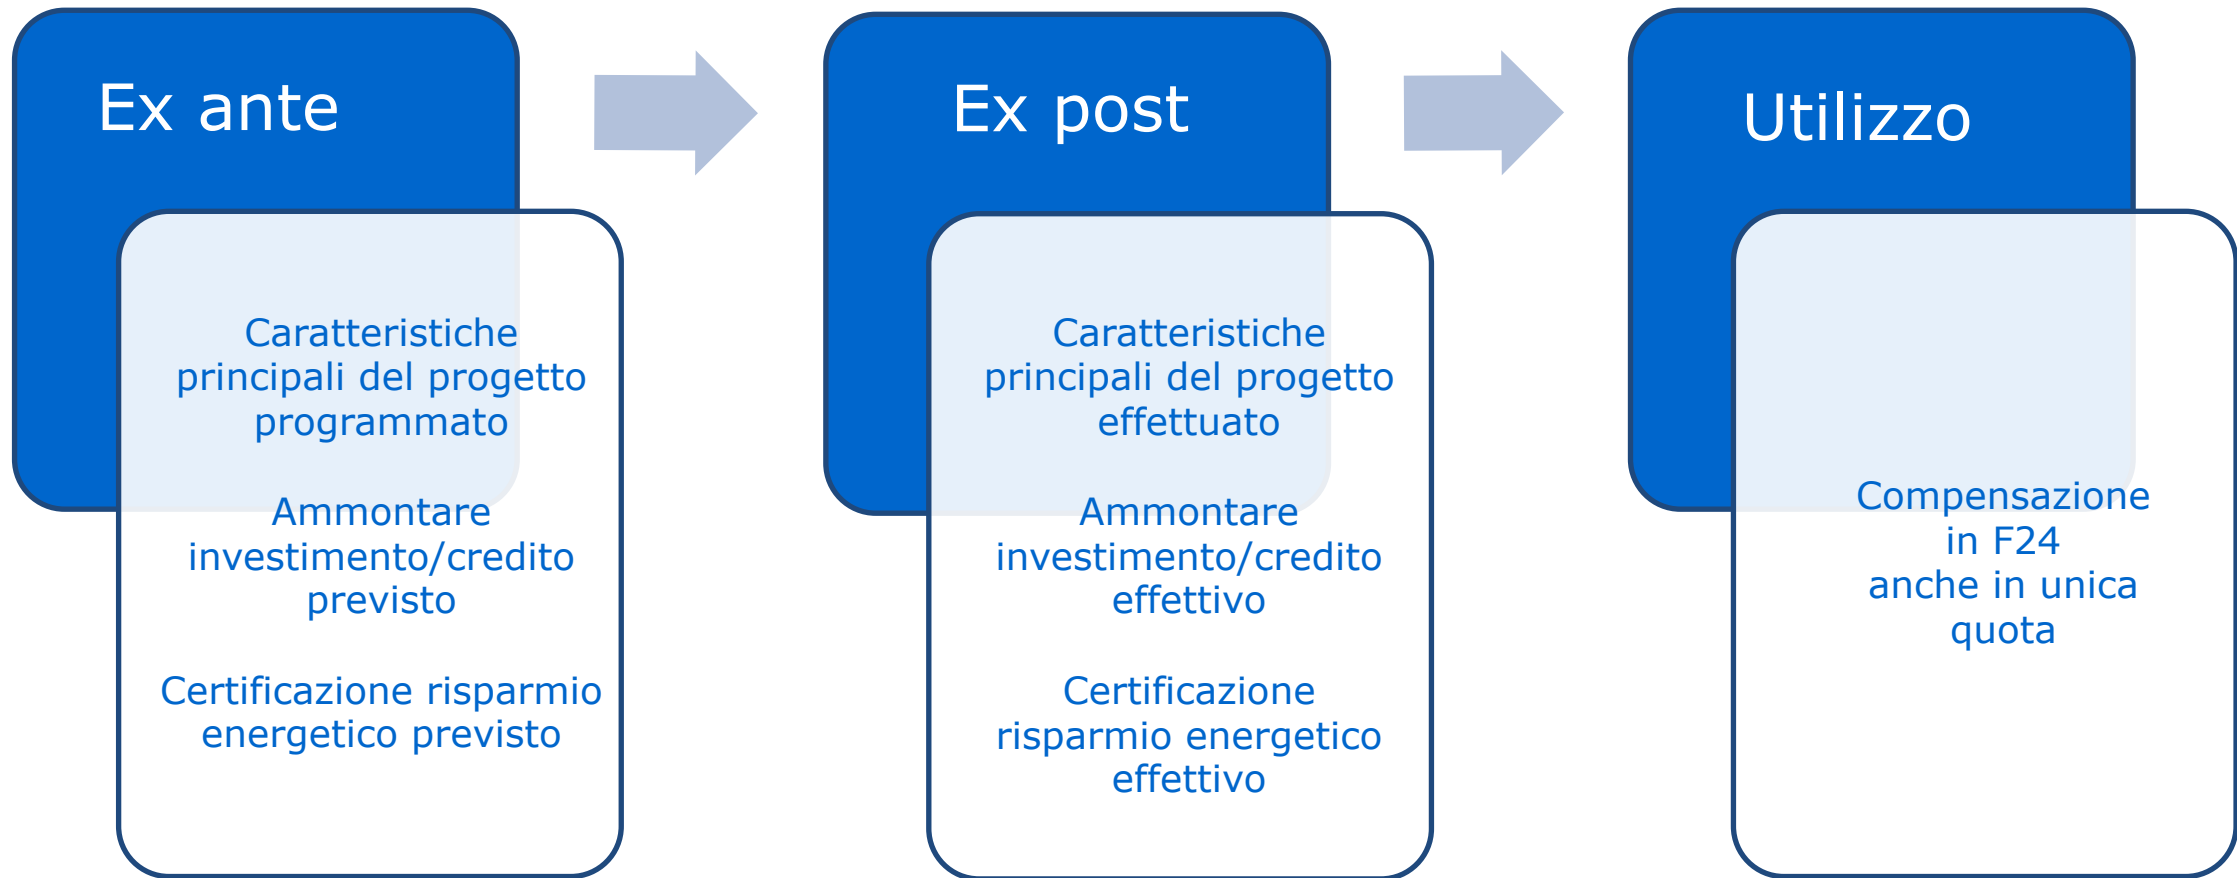 Ex ante
Caratteristiche
principali del progetto
programmato
Ammontare
investimento/credito
previsto
Certificazione risparmio
energetico previsto
Ex post
Caratteristiche
principali del progetto
effettuato
Ammontare
investimento/credito
effettivo
Certificazione
risparmio energetico
effettivo
Utilizzo
Compensazione
in F24
anche in unica
quota